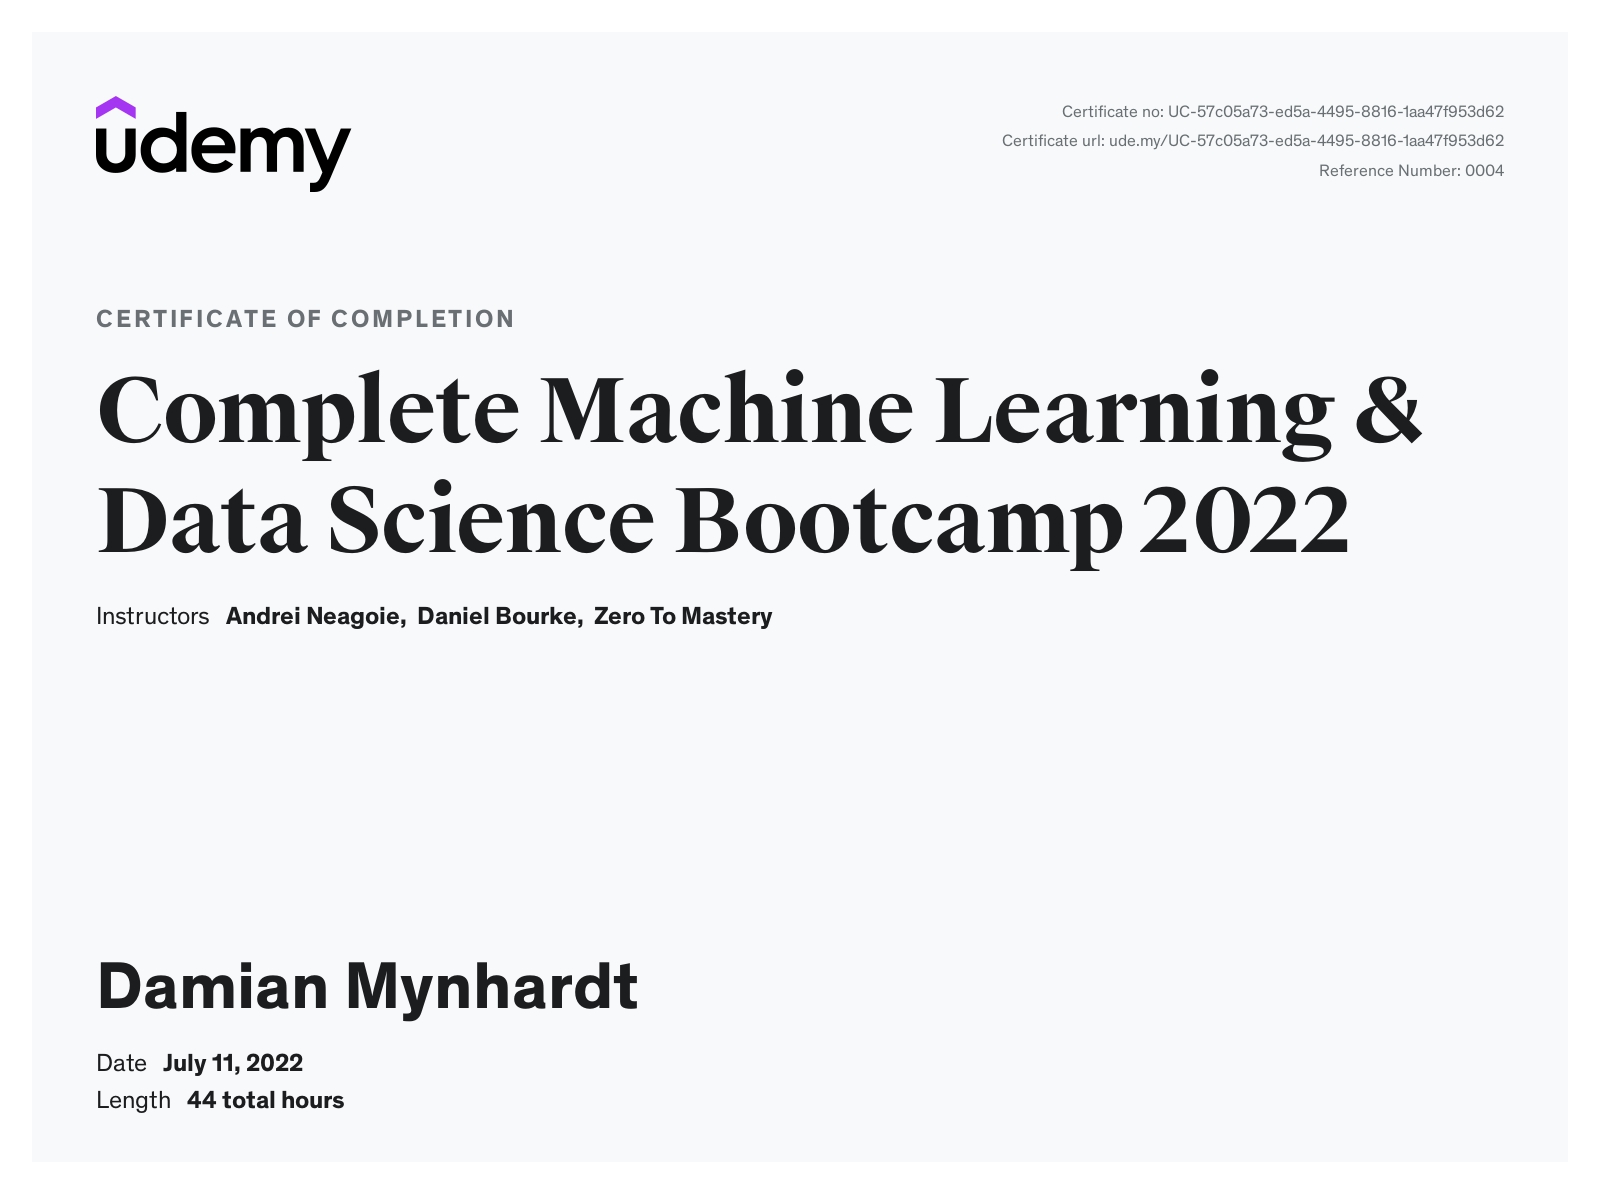 udemy
Certificate no: UC-57c05a73-ed5a-4495-8816-1aa47f953d62
Certificate url: ude.my/UC-57c05a73-ed5a-4495-8816-1aa47f953d62
Reference Number: 0004
CERTIFICATE OF COMPLETION
Complete Machine Learning &
Data Science Bootcamp 2022
Instructors Andrei Neagoie, Daniel Bourke, Zero To Mastery
Damian Mynhardt
Date July 11, 2022
Length 44 total hours